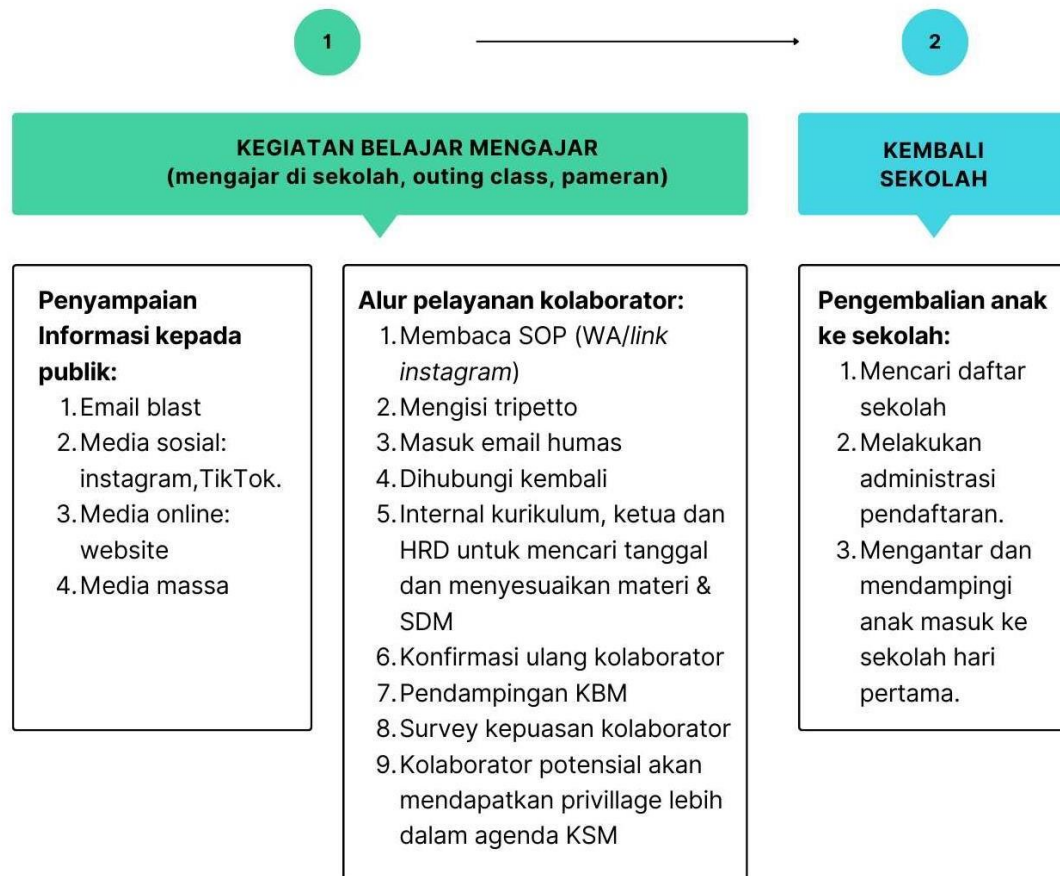 1
2
KEGIATAN BELAJAR MENGAJAR
(mengajar di sekolah, outing class, pameran)
KEMBALI
SEKOLAH
Penyampaian
Informasi kepada
publik:
1. Email blast
2. Media sosial:
instagram,TikTok.
3. Media online:
website
4. Media massa
Alur pelayanan kolaborator:
1. Membaca SOP (WA/link
instagram)
2. Mengisi tripetto
3. Masuk email humas
4. Dihubungi kembali
5. Internal kurikulum, ketua dan
HRD untuk mencari tanggal
dan menyesuaikan materi &
SDM
6. Konfirmasi ulang kolaborator
7. Pendampingan KBM
8. Survey kepuasan kolaborator
9. Kolaborator potensial akan
mendapatkan privillage lebih
dalam agenda KSM
Pengembalian anak
ke sekolah:
1. Mencari daftar
sekolah
2. Melakukan
administrasi
pendaftaran.
3. Mengantar dan
mendampingi
anak masuk ke
sekolah hari
pertama.